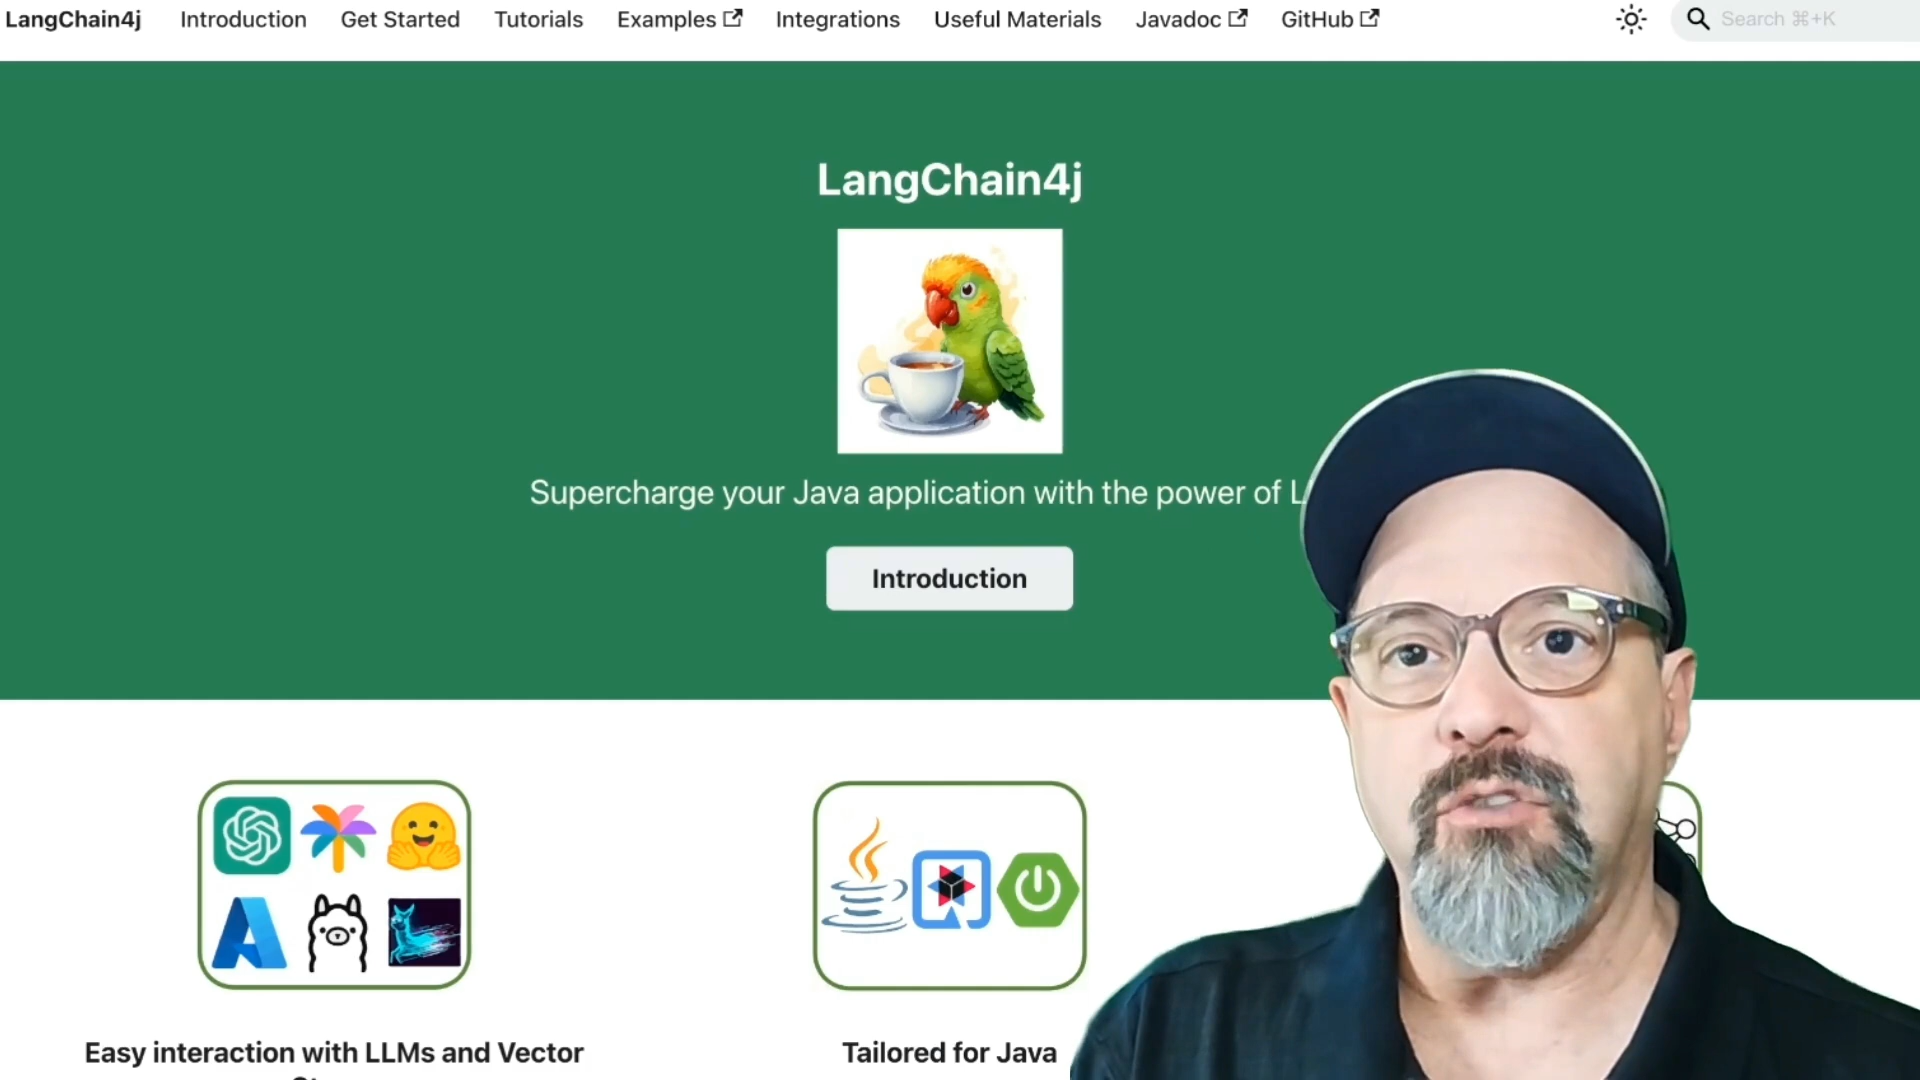 LangChain4j Introduction Get Started Tutorials Examples Integrations Useful Materials Javadoc GitHub Search ⌘+K
LangChain4j
Supercharge your Java application with the power of
Introduction
Easy interaction with LLMs and Vector
Tailored for Java